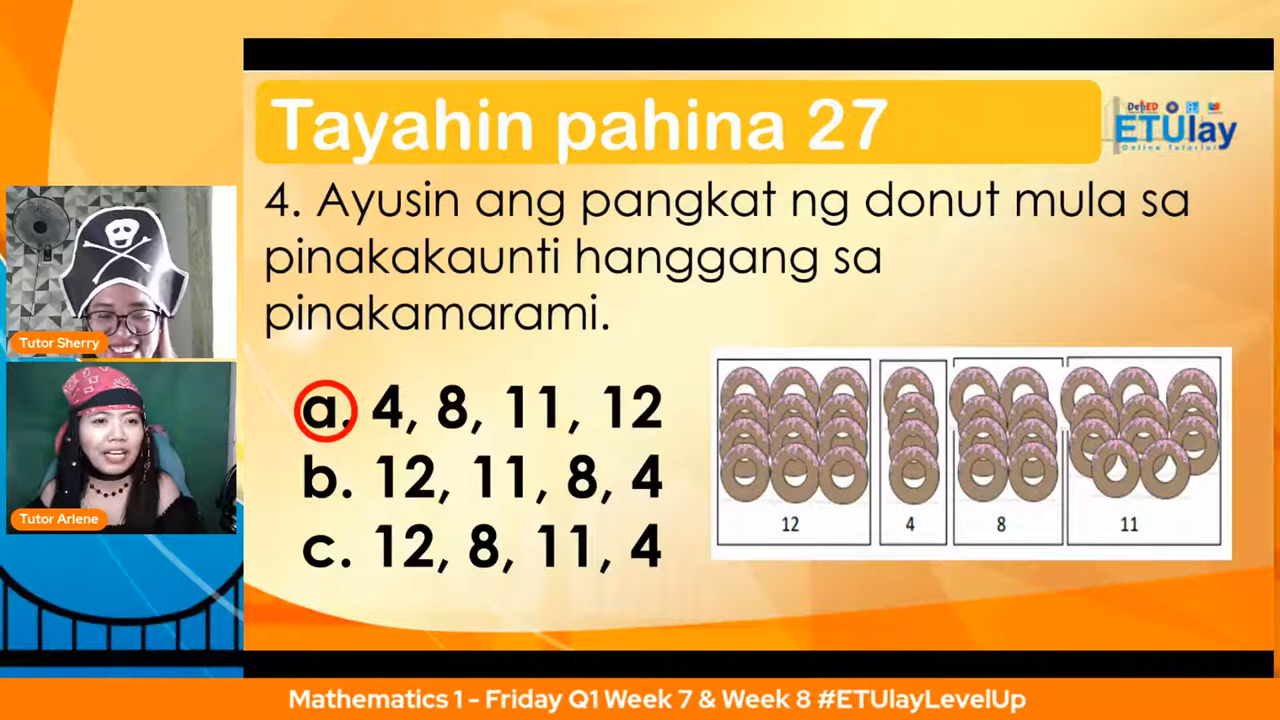 Tayahin pahina 27
DepED
ETUlay
Online Tutorial
4. Ayusin ang pangkat ng donut mula sa
pinakakaunti hanggang sa
pinakamarami.
a. 4, 8, 11, 12
b. 12, 11, 8, 4
c. 12, 8, 11, 4
12
4
8
11
Tutor Sherry
Tutor Arlene
Mathematics 1 - Friday Q1 Week 7 & Week 8 #ETUlayLevelUp